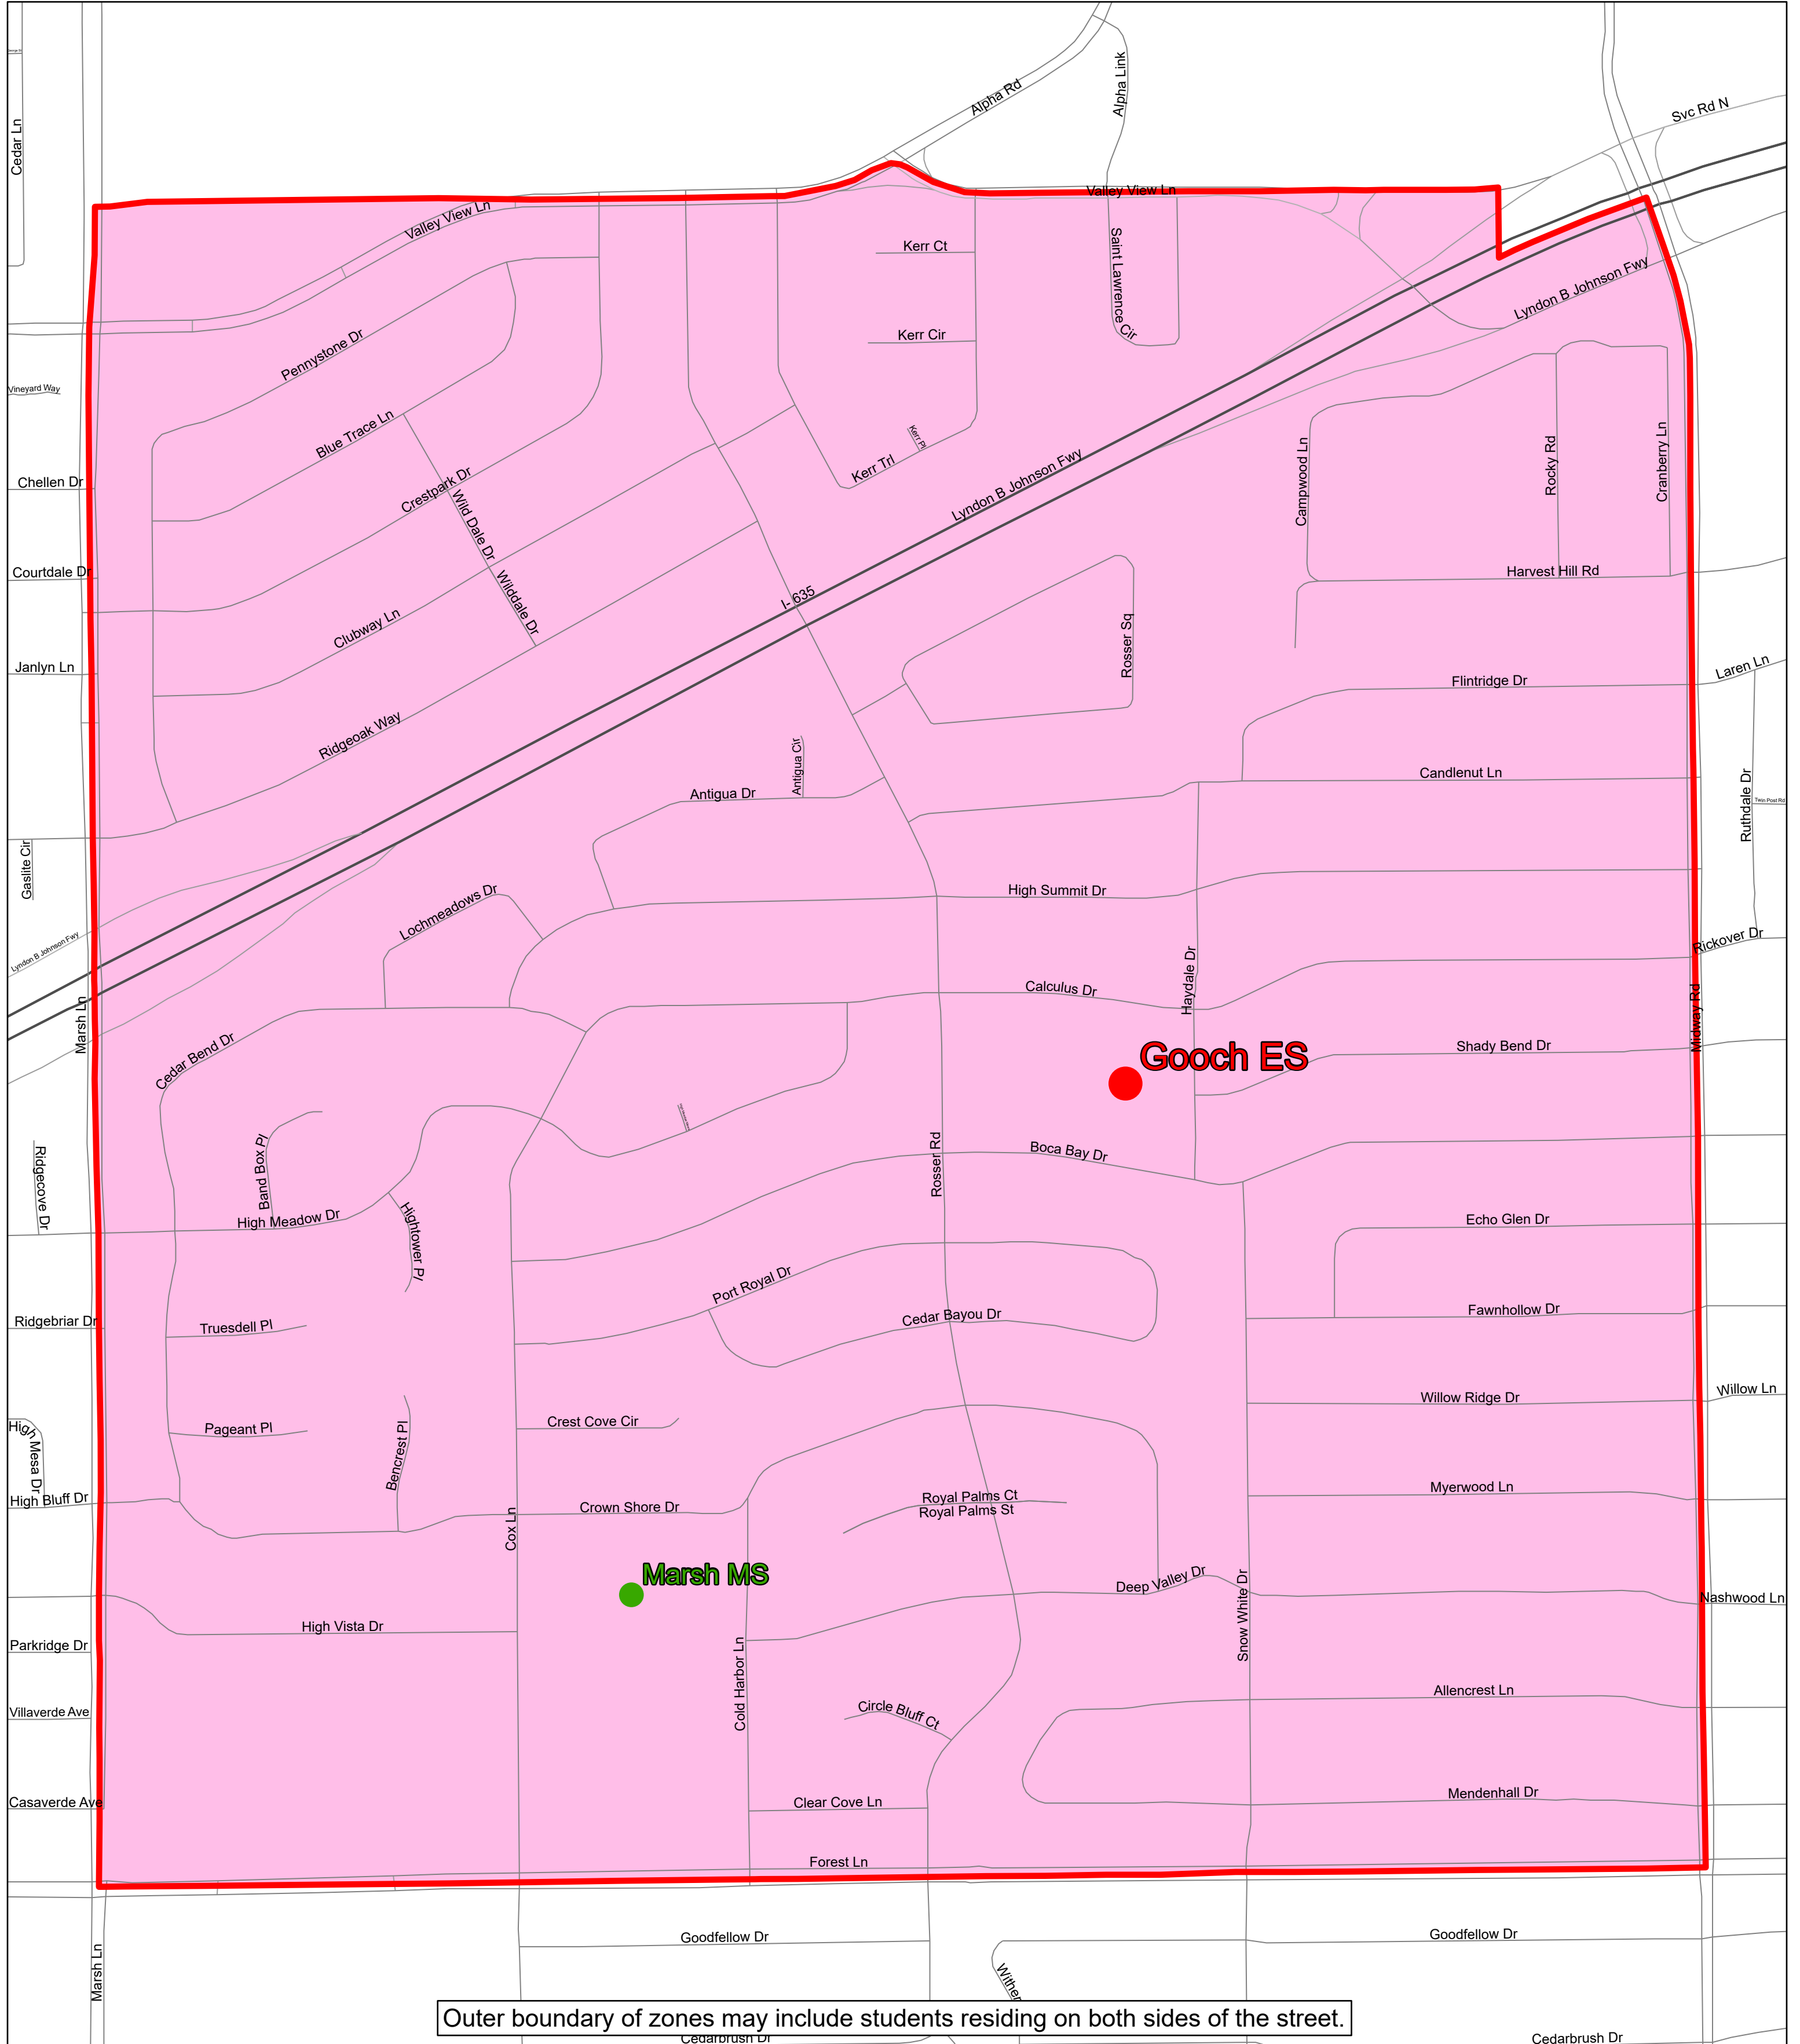 Alpha Rd
Alpha Link
Svc Rd N
Cedar Ln
Valley View Ln
Valley View Ln
Kerr Ct
Saint Lawrence Cir
Lyndon B Johnson Fwy
Kerr Cir
Pennystone Dr
Vineyard Way
Blue Trace Ln
Kerr Pl
Kerr Trl
Campwood Ln
Rocky Rd
Cranberry Ln
Chellen Dr
Crestpark Dr
Lyndon B Johnson Fwy
Wild Dale Dr
Courtdale Dr
Harvest Hill Rd
Wilddale Dr
I- 635
Clubway Ln
Rosser Sq
Janlyn Ln
Laren Ln
Flintridge Dr
Ridgeoak Way
Antigua Cir
Candlenut Ln
Antigua Dr
Ruthdale Dr
Twin Post Rd
Gaslite Cir
High Summit Dr
Lochmeadows Dr
Rickover Dr
Lyndon B Johnson Fwy
Haydale Dr
Calculus Dr
Marsh Ln
Midway Rd
Cedar Bend Dr
Gooch ES
Shady Bend Dr
Boca Bay Dr
Rosser Rd
Band Box Pl
Ridgecove Dr
High Meadow Dr
Hightower Pl
Echo Glen Dr
Port Royal Dr
Cedar Bayou Dr
Fawnhollow Dr
Ridgebriar Dr
Truesdell Pl
Willow Ln
Willow Ridge Dr
Crest Cove Cir
Pageant Pl
Bencrest Pl
High Mesa Dr
Myerwood Ln
High Bluff Dr
Royal Palms Ct
Royal Palms St
Crown Shore Dr
Cox Ln
Marsh MS
Deep Valley Dr
Snow White Dr
Nashwood Ln
High Vista Dr
Parkridge Dr
Cold Harbor Ln
Allencrest Ln
Villaverde Ave
Circle Bluff Ct
Mendenhall Dr
Casaverde Ave
Clear Cove Ln
Forest Ln
Goodfellow Dr
Goodfellow Dr
Marsh Ln
Wither
Outer boundary of zones may include students residing on both sides of the street.
Cedarbrush Dr
Cedarbrush Dr